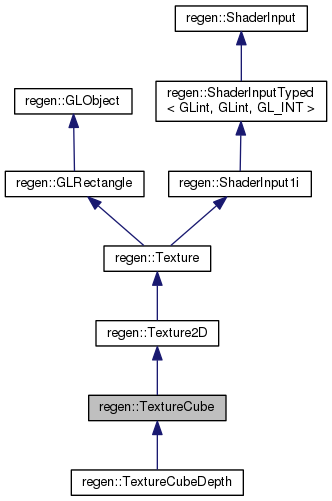 regen::ShaderInput
regen::ShaderInputTyped
< GLint, GLint, GL_INT >
regen::GLObject
regen::GLRectangle
regen::ShaderInput1i
regen::Texture
regen::Texture2D
regen::TextureCube
regen::TextureCubeDepth